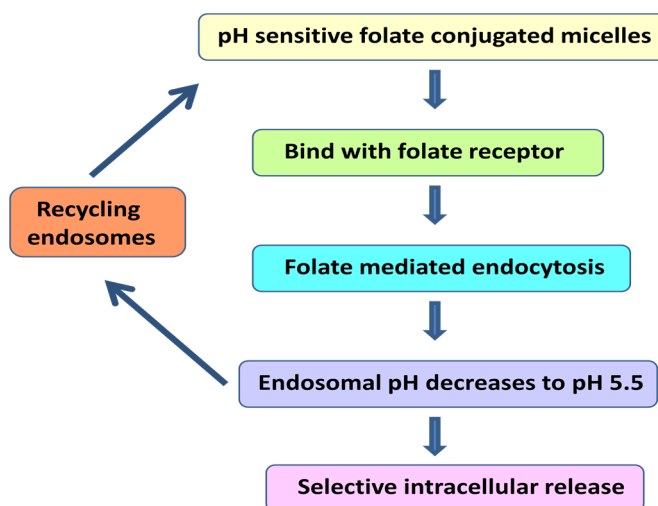 pH sensitive folate conjugated micelles
Bind with folate receptor
Recycling
endosomes
Folate mediated endocytosis
Endosomal pH decreases to pH 5.5
Selective intracellular release